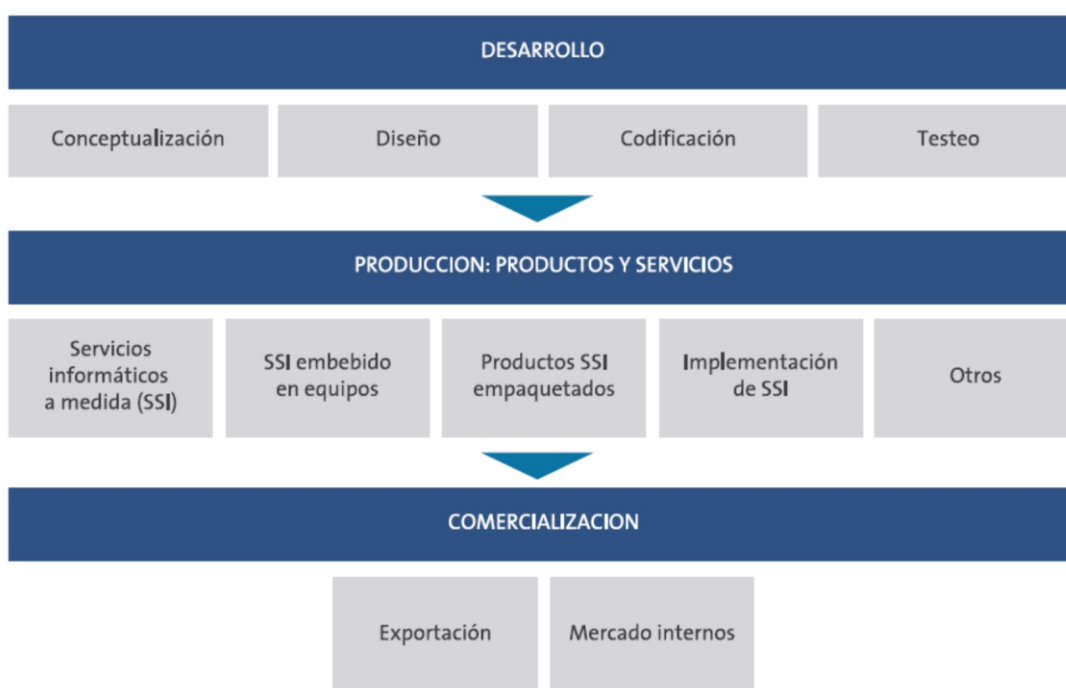 DESARROLLO
Conceptualización
Diseño
Codificación
Testeo
PRODUCCION: PRODUCTOS Y SERVICIOS
Servicios
informáticos
a medida (SSI)
SSI embebido
en equipos
Productos SSI
empaquetados
Implementación
de SSI
Otros
COMERCIALIZACION
Exportación
Mercado internos